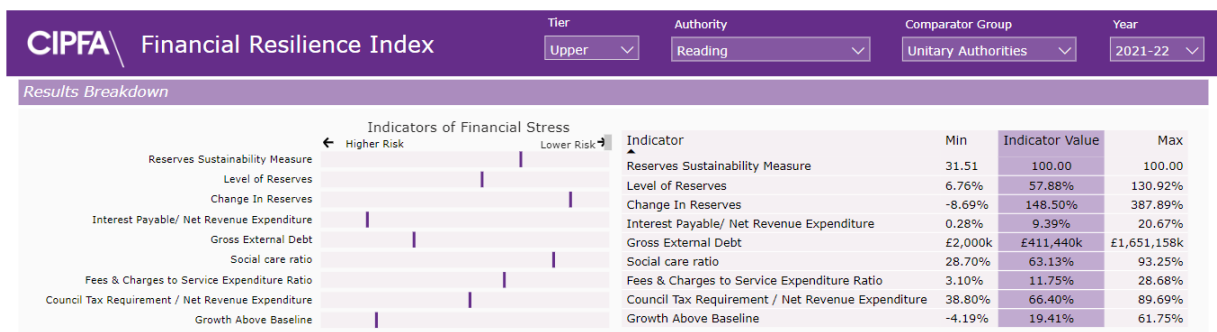 CIPFA\ Financial Resilience Index
Tier
Upper
Authority
Reading
Comparator Group
Unitary Authorities
Year
2021-22
Results Breakdown
Indicators of Financial Stress
Higher Risk Lower Risk
Reserves Sustainability Measure
Level of Reserves
Change In Reserves
Interest Payable/ Net Revenue Expenditure
Gross External Debt
Social care ratio
Fees & Charges to Service Expenditure Ratio
Council Tax Requirement / Net Revenue Expenditure
Growth Above Baseline
Indicator Min Indicator Value Max
Reserves Sustainability Measure 31.51 100.00 100.00
Level of Reserves 6.76% 57.88% 130.92%
Change In Reserves -8.69% 148.50% 387.89%
Interest Payable/ Net Revenue Expenditure 0.28% 9.39% 20.67%
Gross External Debt £2,000k £411,440k £1,651,158k
Social care ratio 28.70% 63.13% 93.25%
Fees & Charges to Service Expenditure Ratio 3.10% 11.75% 28.68%
Council Tax Requirement / Net Revenue Expenditure 38.80% 66.40% 89.69%
Growth Above Baseline -4.19% 19.41% 61.75%